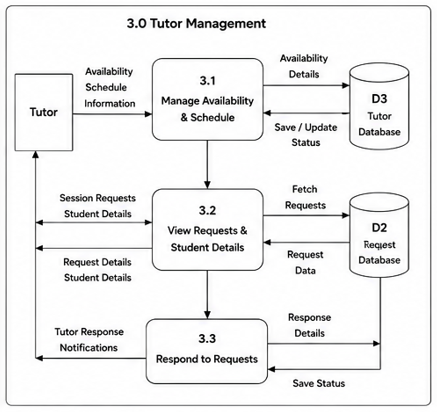 3.0 Tutor Management
Availability
Schedule
Information
Availability
Details
Tutor
3.1
Manage Availability
& Schedule
D3
Tutor
Database
Save / Update
Status
Session Requests
Student Details
3.2
View Requests &
Student Details
Fetch
Requests
D2
Request
Database
Request Details
Student Details
Request
Data
Tutor Response
Notifications
3.3
Respond to Requests
Response
Details
Save Status